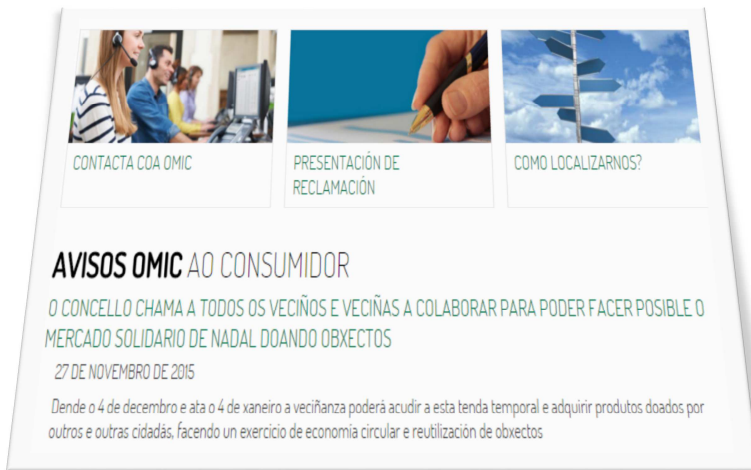 CONTACTA COA OMIC
PRESENTACIÓN DE
RECLAMACIÓN
COMO LOCALIZARNOS?
AVISOS OMIC AO CONSUMIDOR
O CONCELLO CHAMA A TODOS OS VECIÑOS E VECIÑAS A COLABORAR PARA PODER FACER POSIBLE O
MERCADO SOLIDARIO DE NADAL DOANDO OBXECTOS
27 DE NOVEMBRO DE 2015
Dende o 4 de decembro e ata o 4 de xaneiro a veciñanza poderá acudir a esta tenda temporal e adquirir produtos doados por
outros e outras cidadás, facendo un exercicio de economía circular e reutilización de obxectos